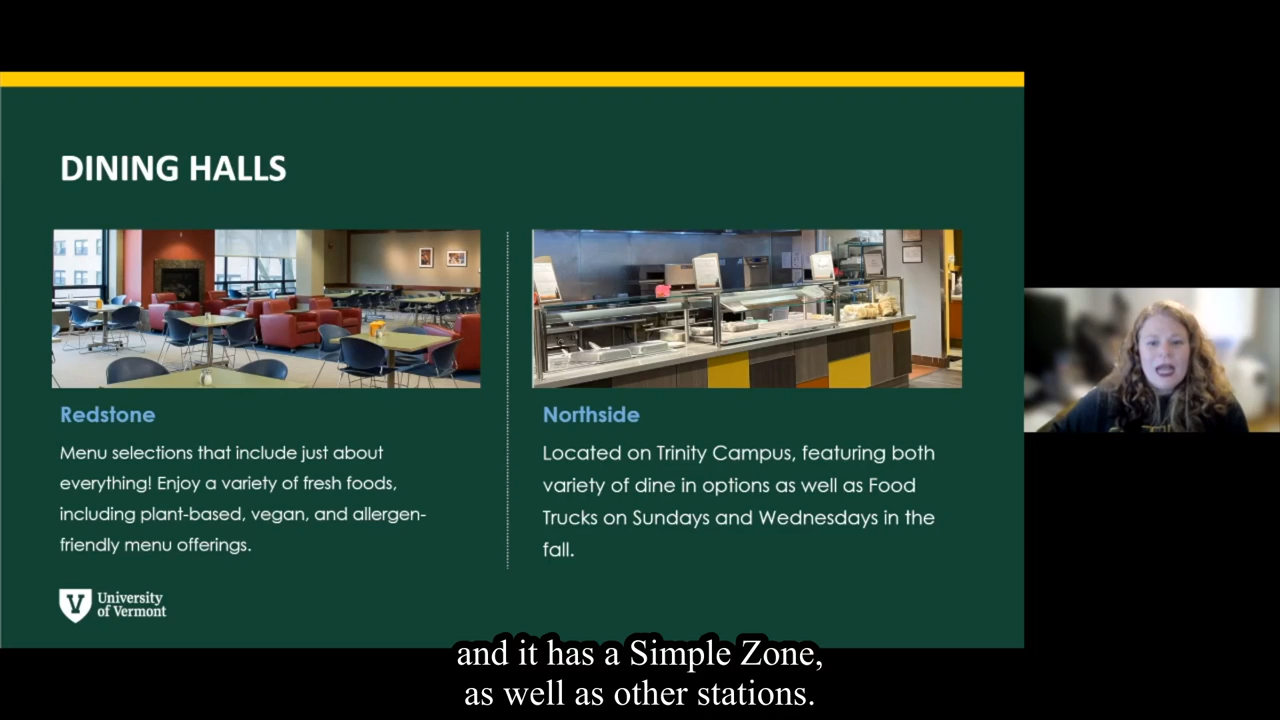 DINING HALLS
Redstone
Menu selections that include just about
everything! Enjoy a variety of fresh foods,
including plant-based, vegan, and allergen-
friendly menu offerings.
Northside
Located on Trinity Campus, featuring both
variety of dine in options as well as Food
Trucks on Sundays and Wednesdays in the
fall.
V University
of Vermont
and it has a Simple Zone,
as well as other stations.